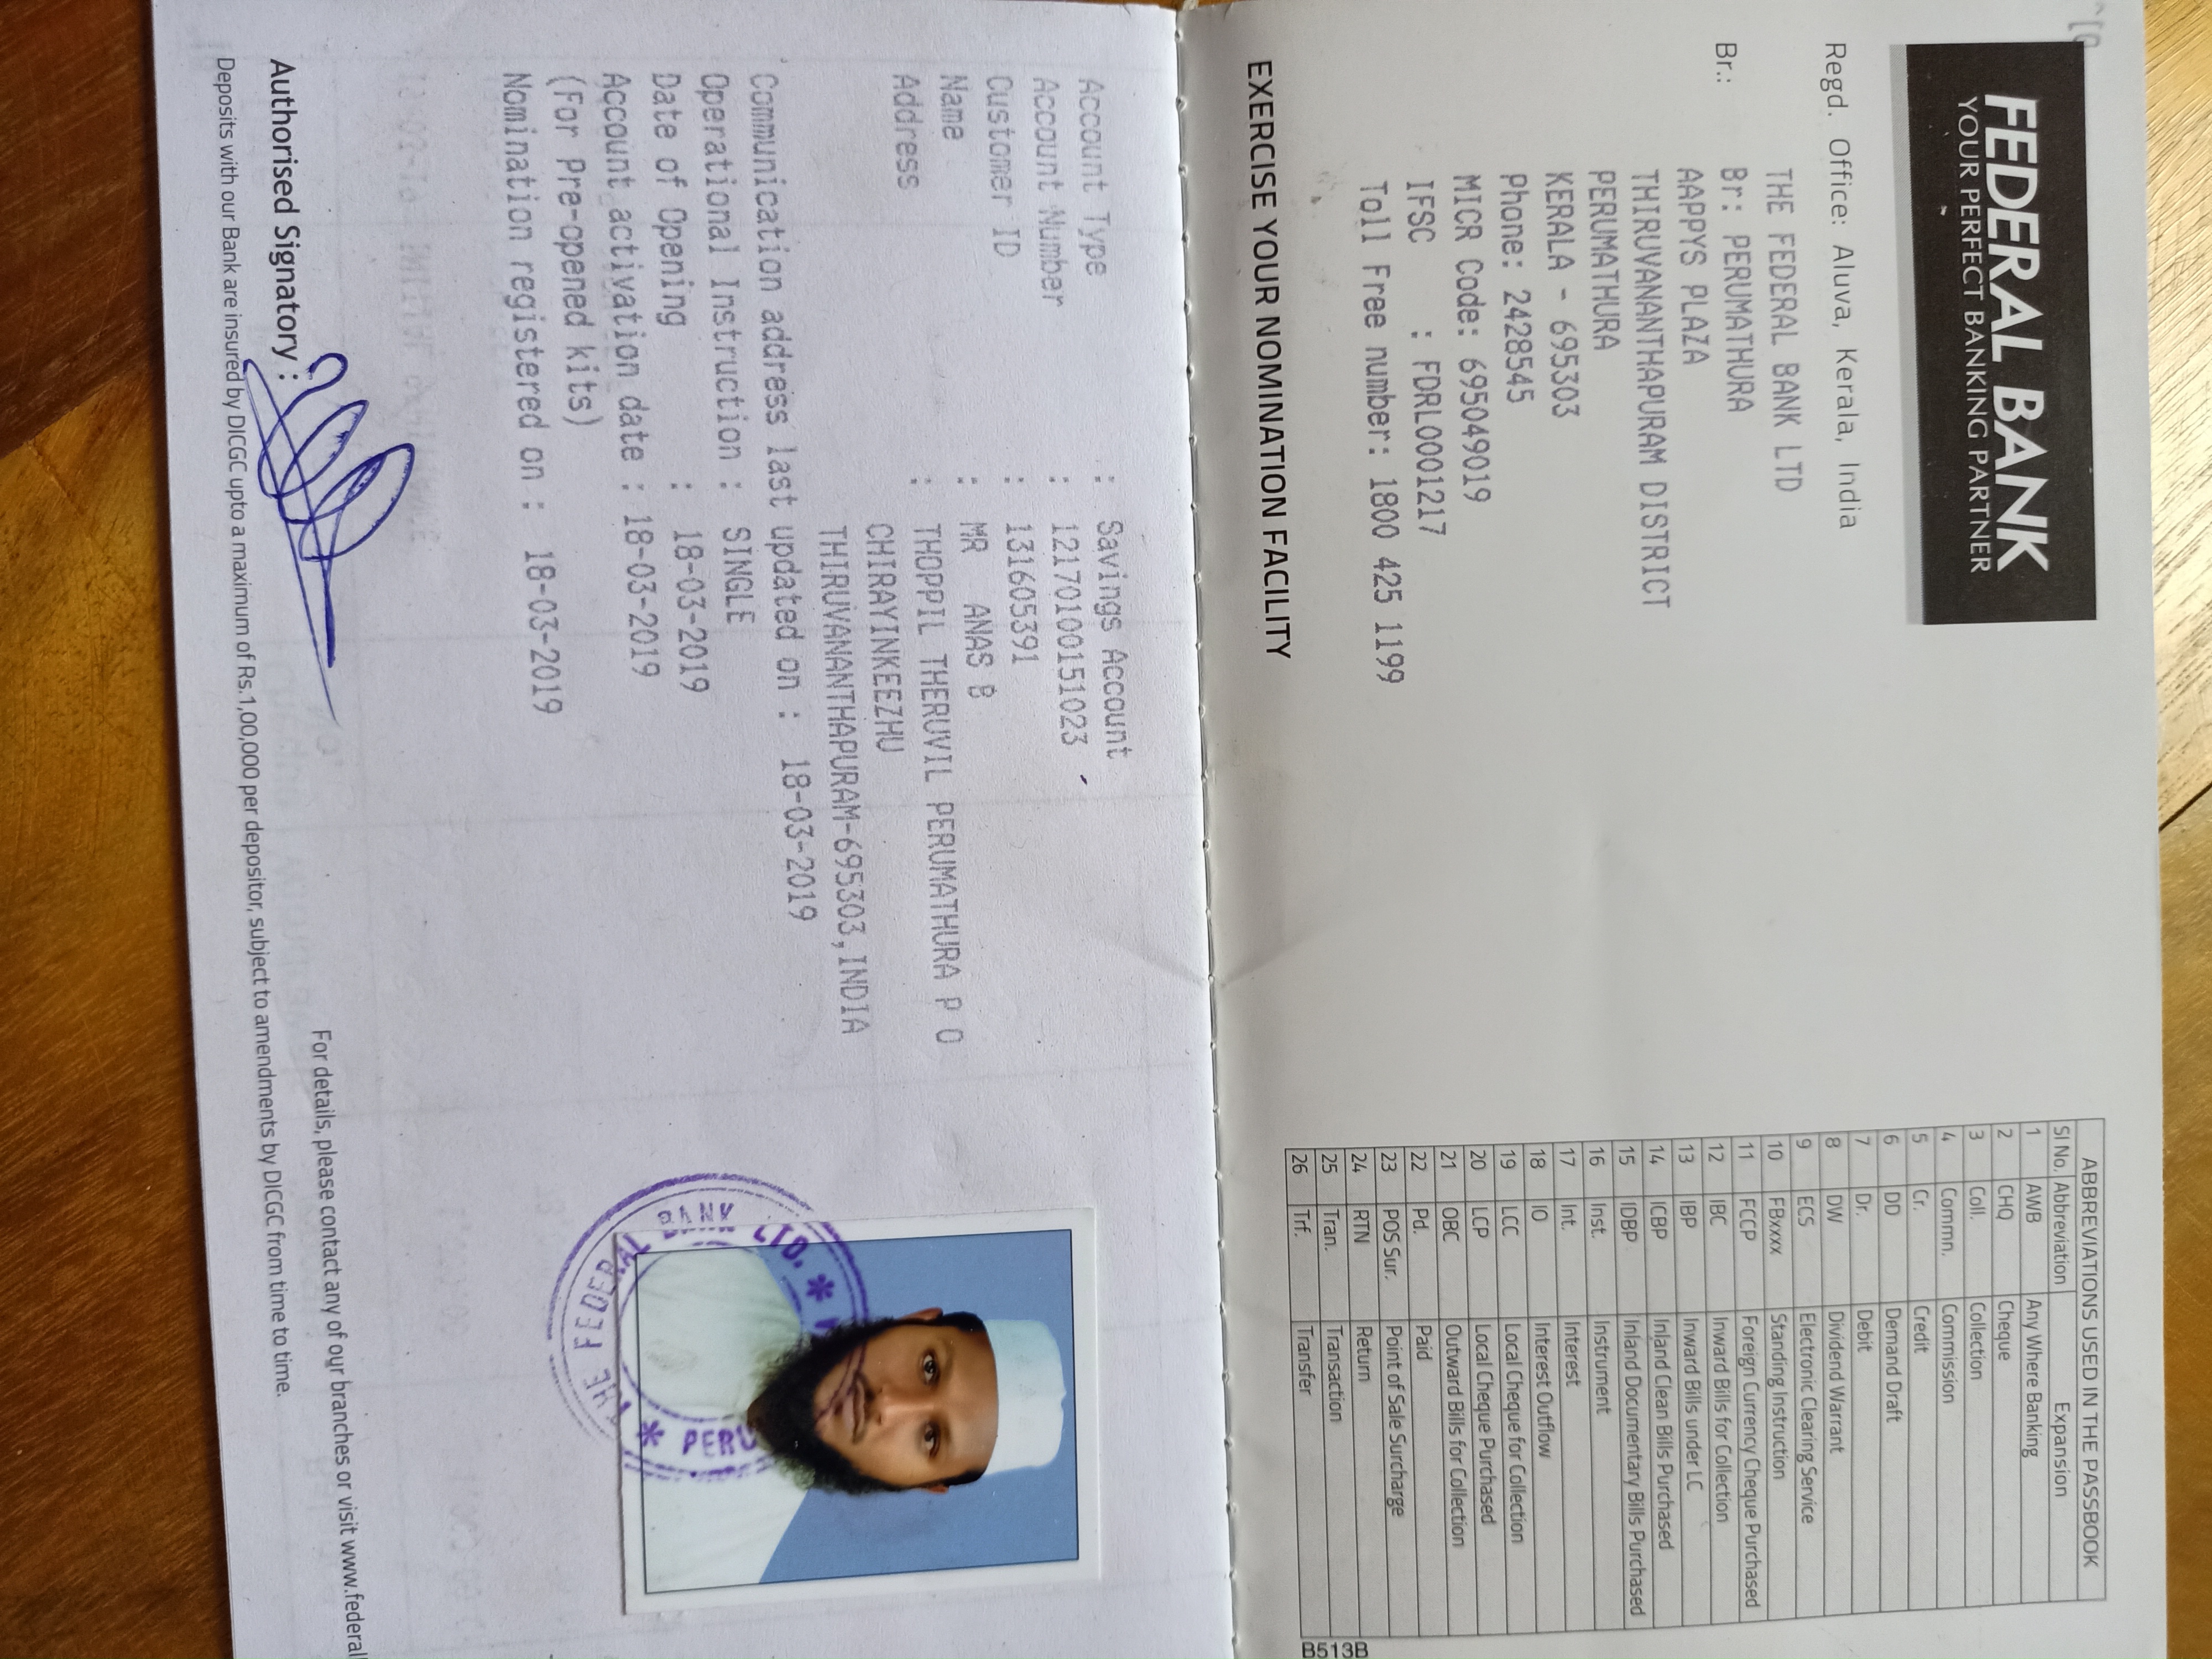 FEDERAL BANK
YOUR PERFECT BANKING PARTNER
Regd. Office: Aluva, Kerala, India
Br.:
THE FEDERAL BANK LTD
Br: PERUMATHURA
AAPPYS PLAZA
THIRUVANANTHAPURAM DISTRICT
PERUMATHURA
KERALA - 695303
Phone: 2428545
MICR Code: 695049019
IFSC : FDRL0001217
Toll Free number: 1800 425 1199
EXERCISE YOUR NOMINATION FACILITY
ABBREVIATIONS USED IN THE PASSBOOK
Sl No. Abbreviation Expansion
1 AWB Any Where Banking
2 CHQ Cheque
3 Coll. Collection
4 Commn. Commission
5 Cr. Credit
6 DD Demand Draft
7 Dr. Debit
8 DW Dividend Warrant
9 ECS Electronic Clearing Service
10 FBxxxx Standing Instruction
11 FCCP Foreign Currency Cheque Purchased
12 IBC Inward Bills for Collection
13 IBP Inward Bills under LC
14 ICBP Inland Clean Bills Purchased
15 IDBP Inland Documentary Bills Purchased
16 Inst. Instrument
17 Int. Interest
18 IO Interest Outflow
19 LCC Local Cheque for Collection
20 LCP Local Cheque Purchased
21 OBC Outward Bills for Collection
22 Pd. Paid
23 POS Sur. Point of Sale Surcharge
24 RTN Return
25 Tran. Transaction
26 Trf. Transfer
B513B
Account Type : Savings Account
Account Number : 12170100151023
Customer ID : 131605391
Name : MR ANAS B
Address : THOPPIL THERUVIL PERUMATHURA P O
CHIRAYINKEEZHU
THIRUVANANTHAPURAM-695303,INDIA
Communication address last updated on : 18-03-2019
Operational Instruction : SINGLE
Date of Opening : 18-03-2019
Account activation date : 18-03-2019
(For Pre-opened kits)
Nomination registered on : 18-03-2019
BANK LTD. *
THE FEDER
* PERU
Authorised Signatory :
For details, please contact any of our branches or visit www.federal
Deposits with our Bank are insured by DICGC upto a maximum of Rs.1,00,000 per depositor, subject to amendments by DICGC from time to time.